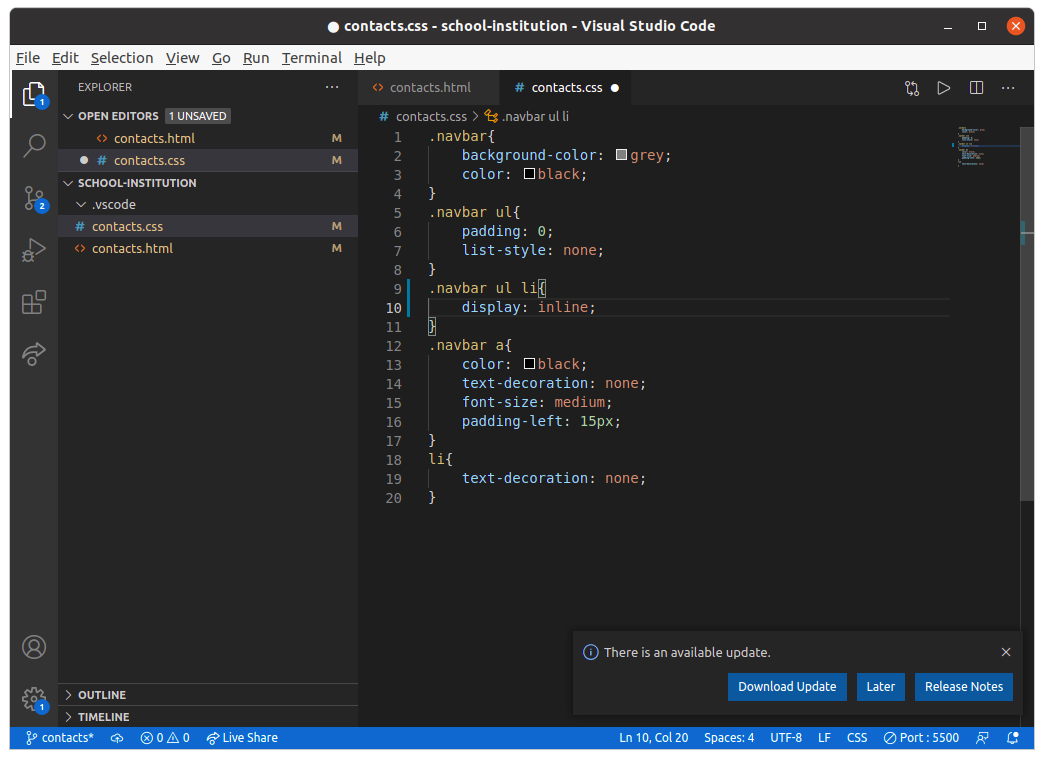 contacts.css - school-institution - Visual Studio Code
File Edit Selection View Go Run Terminal Help
1
2
1
EXPLORER
OPEN EDITORS 1 UNSAVED
contacts.html M
# contacts.css M
SCHOOL-INSTITUTION
.vscode
# contacts.css M
contacts.html M
OUTLINE
TIMELINE
contacts.html # contacts.css
# contacts.css > .navbar ul li
1 .navbar{
2 background-color: grey;
3 color: black;
4 }
5 .navbar ul{
6 padding: 0;
7 list-style: none;
8 }
9 .navbar ul li{
10 display: inline;
11 }
12 .navbar a{
13 color: black;
14 text-decoration: none;
15 font-size: medium;
16 padding-left: 15px;
17 }
18 li{
19 text-decoration: none;
20 }
There is an available update.
Download Update Later Release Notes
contacts* 0 0 Live Share Ln 10, Col 20 Spaces: 4 UTF-8 LF CSS Port : 5500